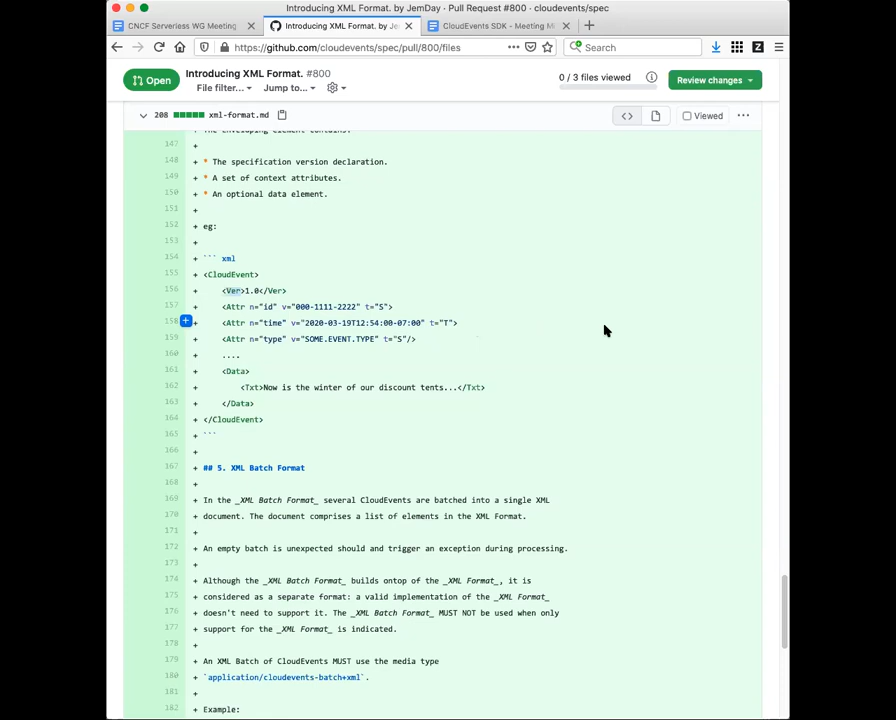 Introducing XML Format. by JemDay · Pull Request #800 · cloudevents/spec
CNCF Serverless WG Meeting
Introducing XML Format. by Je
CloudEvents SDK - Meeting M
https://github.com/cloudevents/spec/pull/800/files
Search
Open
Introducing XML Format. #800
File filter... Jump to...
0 / 3 files viewed
Review changes
208 xml-format.md
Viewed
+ The enveloping element contains:
147 +
148 + * The specification version declaration.
149 + * A set of context attributes.
150 + * An optional data element.
151 +
152 + eg:
153 +
154 + ``` xml
155 + <CloudEvent>
156 + <Ver>1.0</Ver>
157 + <Attr n="id" v="000-1111-2222" t="S">
158 + <Attr n="time" v="2020-03-19T12:54:00-07:00" t="T">
159 + <Attr n="type" v="SOME.EVENT.TYPE" t="S"/>
160 + ....
161 + <Data>
162 + <Txt>Now is the winter of our discount tents...</Txt>
163 + </Data>
164 + </CloudEvent>
165 + ```
166 +
167 + ## 5. XML Batch Format
168 +
169 + In the _XML Batch Format_ several CloudEvents are batched into a single XML
170 + document. The document comprises a list of elements in the XML Format.
171 +
172 + An empty batch is unexpected should and trigger an exception during processing.
173 +
174 + Although the _XML Batch Format_ builds ontop of the _XML Format_, it is
175 + considered as a separate format: a valid implementation of the _XML Format_
176 + doesn't need to support it. The _XML Batch Format_ MUST NOT be used when only
177 + support for the _XML Format_ is indicated.
178 +
179 + An XML Batch of CloudEvents MUST use the media type
180 + `application/cloudevents-batch+xml`.
181 +
182 + Example: